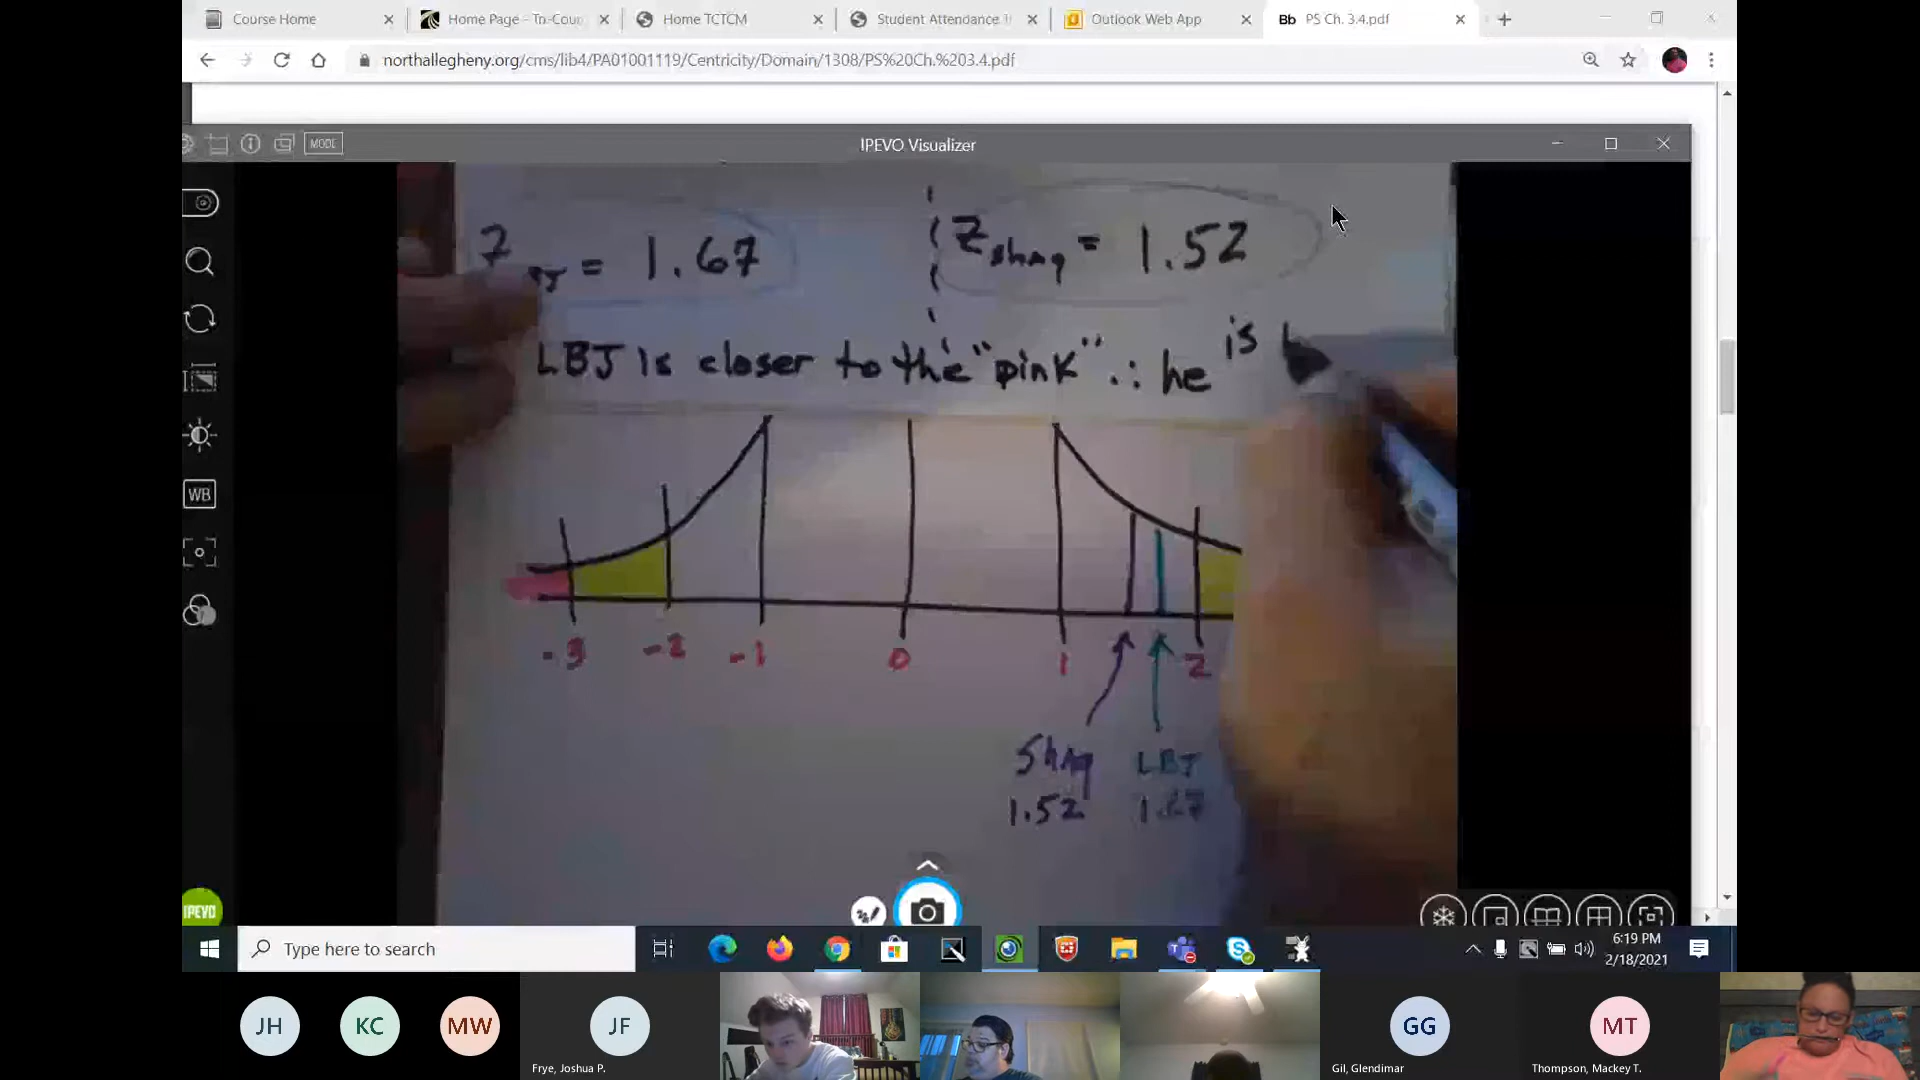 Course Home
Home Page - Tri-Coun
Home TCTCM
Student Attendance
Outlook Web App
Bb PS Ch. 3.4.pdf
northallegheny.org/cms/lib4/PA01001119/Centricity/Domain/1308/PS%20Ch.%203.4.pdf
MODE
IPEVO Visualizer
Z = 1.67
Z shaq = 1.52
LBJ is closer to the "pink" ∴ he is
WB
-3 -2 -1 0 1 2
Shaq LBJ
1.52 1.67
IPEVO
Type here to search
6:19 PM
2/18/2021
JH
KC
MW
JF
GG
MT
Frye, Joshua P.
Gil, Glendimar
Thompson, Mackey T.